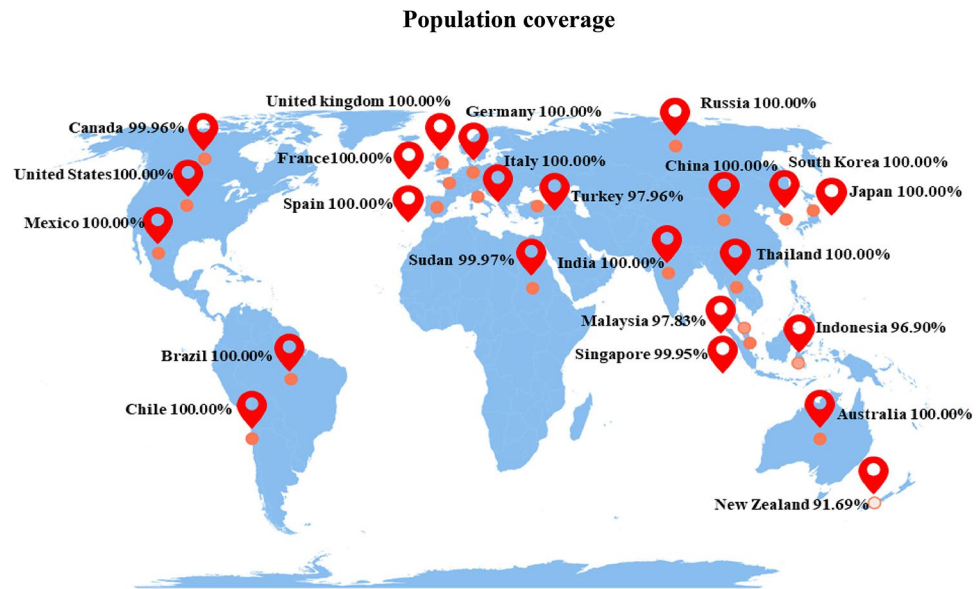 Population coverage
United kingdom 100.00%
Germany 100.00%
Russia 100.00%
Canada 99.96%
France100.00%
Italy 100.00%
China 100.00%
South Korea 100.00%
United States100.00%
Spain 100.00%
Turkey 97.96%
Japan 100.00%
Mexico 100.00%
Sudan 99.97%
India 100.00%
Thailand 100.00%
Malaysia 97.83%
Indonesia 96.90%
Brazil 100.00%
Singapore 99.95%
Chile 100.00%
Australia 100.00%
New Zealand 91.69%